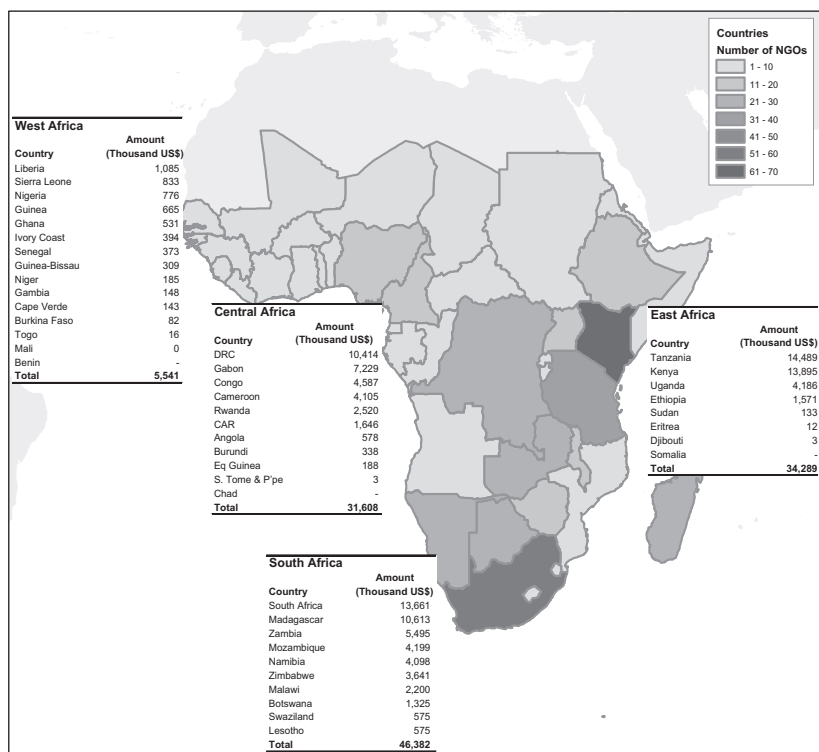 Countries
Number of NGOs
1 - 10
11 - 20
21 - 30
31 - 40
41 - 50
51 - 60
61 - 70
West Africa
Amount
Country (Thousand US$)
Liberia 1,085
Sierra Leone 833
Nigeria 776
Guinea 665
Ghana 531
Ivory Coast 394
Senegal 373
Guinea-Bissau 309
Niger 185
Gambia 148
Cape Verde 143
Burkina Faso 82
Togo 16
Mali 0
Benin -
Total 5,541
Central Africa
Amount
Country (Thousand US$)
DRC 10,414
Gabon 7,229
Congo 4,587
Cameroon 4,105
Rwanda 2,520
CAR 1,646
Angola 578
Burundi 338
Eq Guinea 188
S. Tome & P'pe 3
Chad -
Total 31,608
East Africa
Amount
Country (Thousand US$)
Tanzania 14,489
Kenya 13,895
Uganda 4,186
Ethiopia 1,571
Sudan 133
Eritrea 12
Djibouti 3
Somalia -
Total 34,289
South Africa
Amount
Country (Thousand US$)
South Africa 13,661
Madagascar 10,613
Zambia 5,495
Mozambique 4,199
Namibia 4,098
Zimbabwe 3,641
Malawi 2,200
Botswana 1,325
Swaziland 575
Lesotho 575
Total 46,382